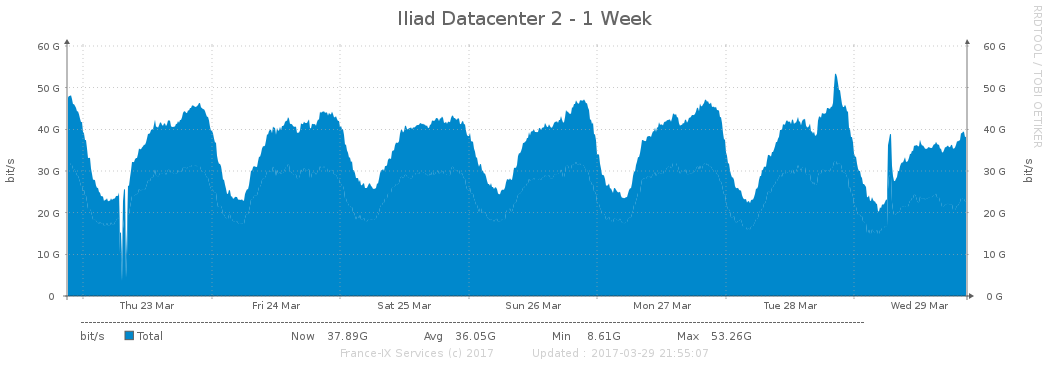 Iliad Datacenter 2 - 1 Week
RRDTOOL / TOBI OETIKER
bit/s
60 G
50 G
40 G
30 G
20 G
10 G
0
60 G
50 G
40 G
30 G
20 G
10 G
0 G
bit/s
Thu 23 Mar Fri 24 Mar Sat 25 Mar Sun 26 Mar Mon 27 Mar Tue 28 Mar Wed 29 Mar
bit/s Total Now 37.89G Avg 36.05G Min 8.61G Max 53.26G
France-IX Services (c) 2017 Updated : 2017-03-29 21:55:07